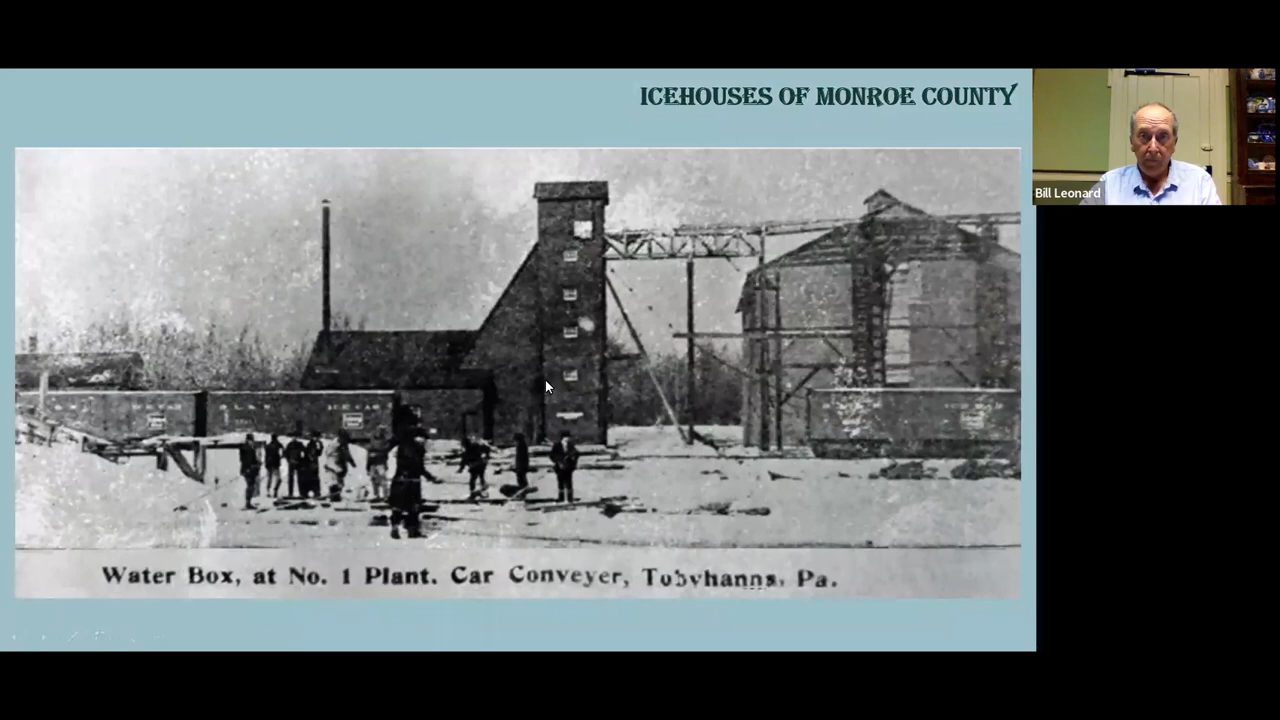 ICEHOUSES OF MONROE COUNTY
Bill Leonard
Water Box, at No. 1 Plant. Car Conveyer, Tobyhanna, Pa.